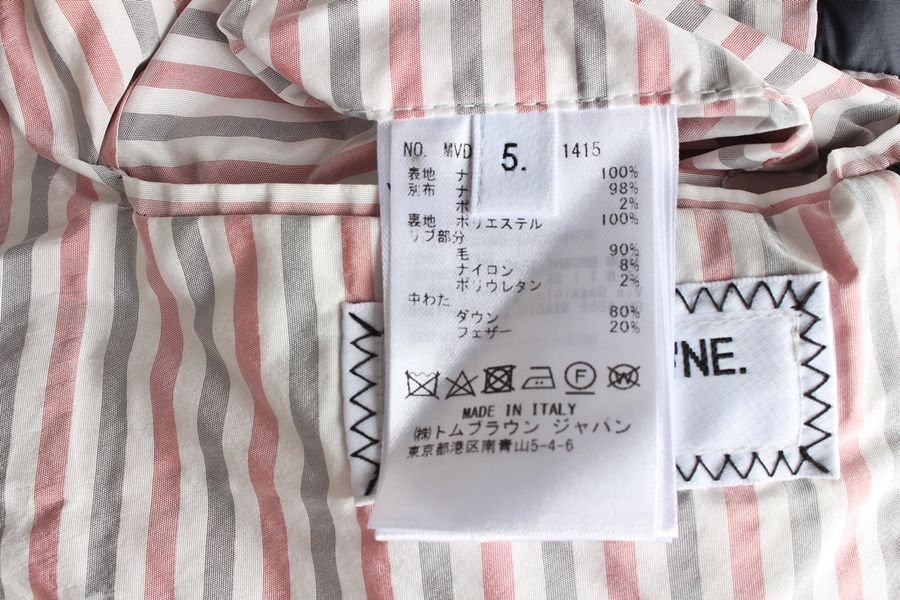 NO. MVD 1415
5.
表地 ナ 100%
別布 ナ 98%
ポ 2%
裏地 ポリエステル 100%
リブ部分
毛 90%
ナイロン 8%
ポリウレタン 2%
中わた
ダウン 80%
フェザー 20%
NE.
P
W
MADE IN ITALY
(株)トムブラウン ジャパン
東京都港区南青山5-4-6